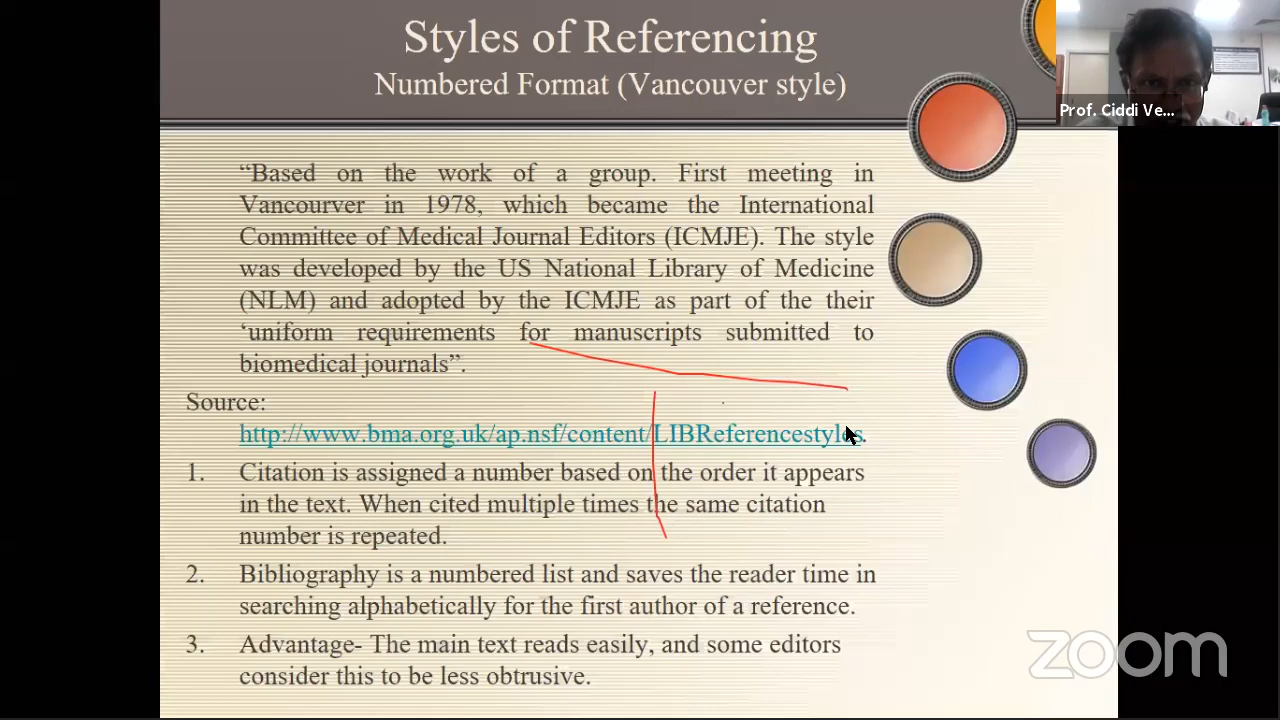 Styles of Referencing
Numbered Format (Vancouver style)
Prof. Ciddi Ve...
“Based on the work of a group. First meeting in
Vancourver in 1978, which became the International
Committee of Medical Journal Editors (ICMJE). The style
was developed by the US National Library of Medicine
(NLM) and adopted by the ICMJE as part of the their
‘uniform requirements for manuscripts submitted to
biomedical journals”.
Source:
http://www.bma.org.uk/ap.nsf/content/LIBReferencestyles.
1. Citation is assigned a number based on the order it appears
in the text. When cited multiple times the same citation
number is repeated.
2. Bibliography is a numbered list and saves the reader time in
searching alphabetically for the first author of a reference.
3. Advantage- The main text reads easily, and some editors
consider this to be less obtrusive.
zoom